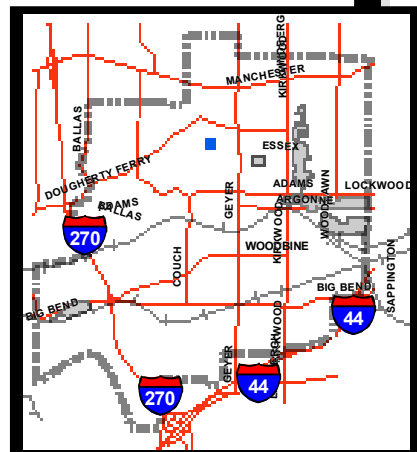 KIRKWOOD
MANCHESTER
BALLAS
ESSEX
DOUGHERTY FERRY
ADAMS
LOCKWOOD
ADAMS
BALLAS
ARGONNE
GEYER
WOODLAWN
KIRKWOOD
270
WOODBINE
COUCH
SAPPINGTON
BIG BEND
BIG BEND
44
GEYER
44
270